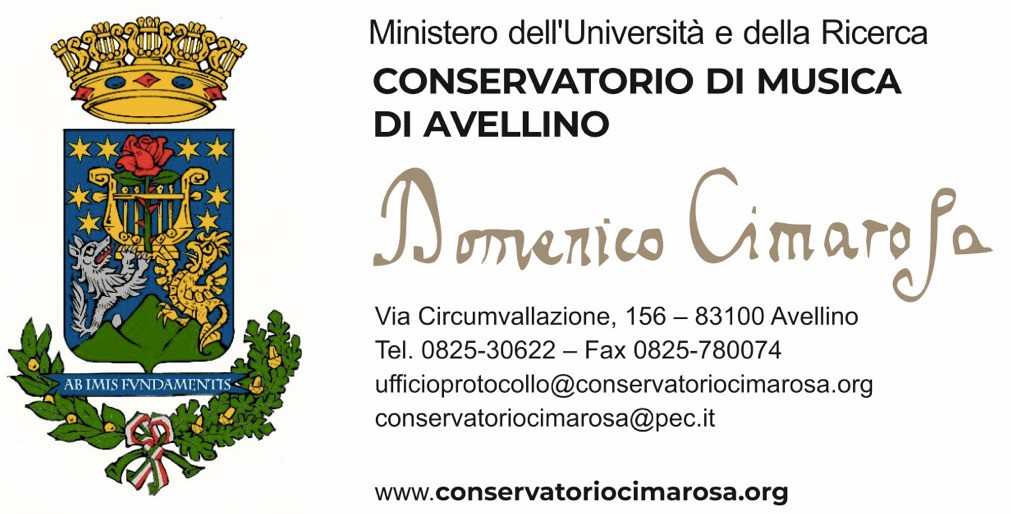 Ministero dell'Università e della Ricerca
CONSERVATORIO DI MUSICA
DI AVELLINO
Domenico Cimarosa
Via Circumvallazione, 156 – 83100 Avellino
Tel. 0825-30622 – Fax 0825-780074
ufficioprotocollo@conservatoriocimarosa.org
conservatoriocimarosa@pec.it
www.conservatoriocimarosa.org
AB IMIS FVNDAMENTIS